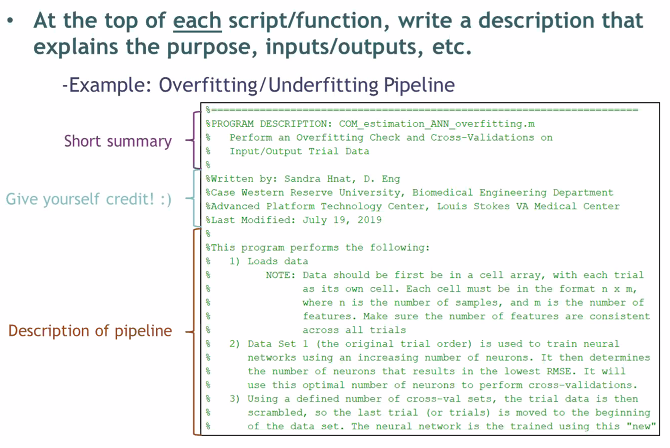 • At the top of each script/function, write a description that
explains the purpose, inputs/outputs, etc.
-Example: Overfitting/Underfitting Pipeline
Short summary
Give yourself credit! :)
Description of pipeline
%======================================================================
%PROGRAM DESCRIPTION: COM_estimation_ANN_overfitting.m
%   Perform an Overfitting Check and Cross-Validations on
%   Input/Output Trial Data
%
%Written by: Sandra Hnat, D. Eng
%Case Western Reserve University, Biomedical Engineering Department
%Advanced Platform Technology Center, Louis Stokes VA Medical Center
%Last Modified: July 19, 2019
%
%This program performs the following:
%   1) Loads data
%         NOTE: Data should be first be in a cell array, with each trial
%               as its own cell. Each cell must be in the format n x m,
%               where n is the number of samples, and m is the number of
%               features. Make sure the number of features are consistent
%               across all trials
%   2) Data Set 1 (the original trial order) is used to train neural
%      networks using an increasing number of neurons. It then determines
%      the number of neurons that results in the lowest RMSE. It will
%      use this optimal number of neurons to perform cross-validations.
%   3) Using a defined number of cross-val sets, the trial data is then
%      scrambled, so the last trial (or trials) is moved to the beginning
%      of the data set. The neural network is the trained using this "new"